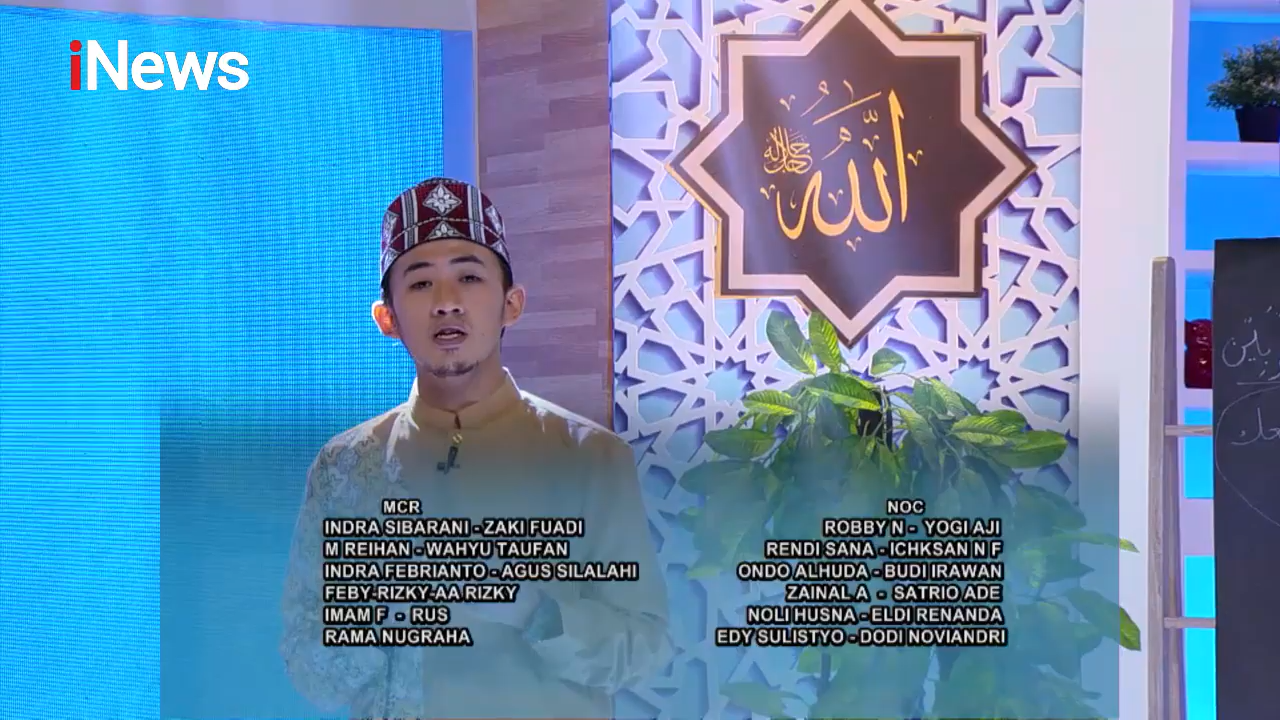 iNews
الله
جل جلاله
MCR
INDRA SIBARANI - ZAKI FUADI
M REIHAN - WAHYU TAUFAN
INDRA FEBRIANTO - AGUS SILALAHI
FEBY-RIZKY-AA RIZKY
IMAM F - RUS
RAMA NUGRAHA
NOC
ROBBY N - YOGI AJI
RENDI SANA - ICHKSAN N F
ONDO ALHUDA - BUDI IRAWAN
ZAINAL A - SATRIO ADE
NOLI HUSNA - ELDI RENANDA
EDY SULISTYO - DODI NOVIANDRI